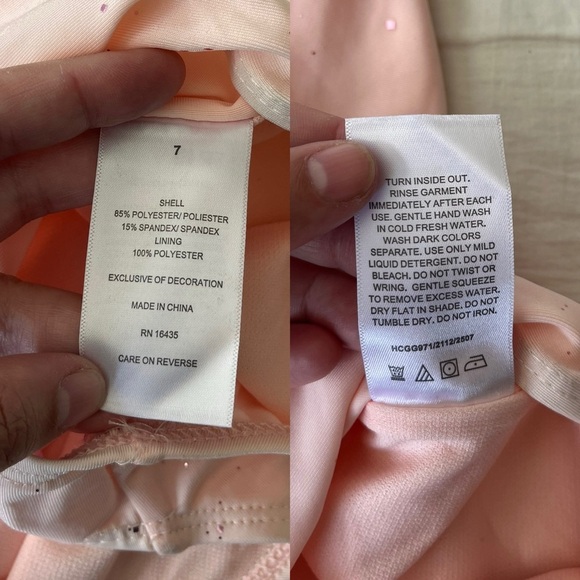 7
SHELL
85% POLYESTER/ POLIESTER
15% SPANDEX/ SPANDEX
LINING
100% POLYESTER
EXCLUSIVE OF DECORATION
MADE IN CHINA
RN 16435
CARE ON REVERSE
TURN INSIDE OUT.
RINSE GARMENT
IMMEDIATELY AFTER EACH
USE. GENTLE HAND WASH
IN COLD FRESH WATER.
WASH DARK COLORS
SEPARATE. USE ONLY MILD
LIQUID DETERGENT. DO NOT
BLEACH. DO NOT TWIST OR
WRING. GENTLE SQUEEZE
TO REMOVE EXCESS WATER.
DRY FLAT IN SHADE. DO NOT
TUMBLE DRY. DO NOT IRON.
HCGG971/2112/2507